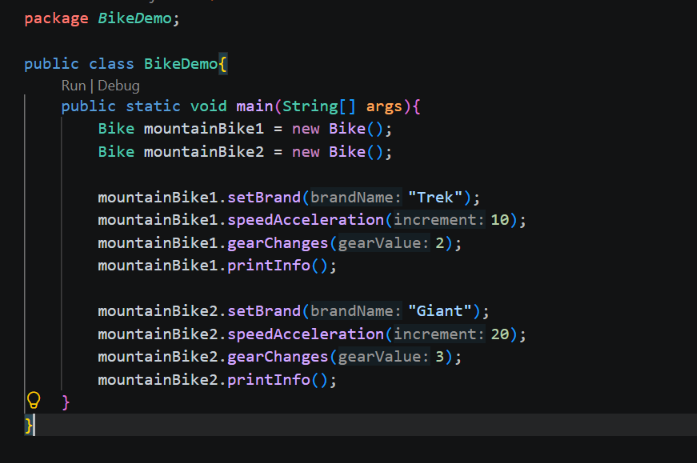 package BikeDemo;
public class BikeDemo{
Run | Debug
public static void main(String[] args){
Bike mountainBike1 = new Bike();
Bike mountainBike2 = new Bike();
mountainBike1.setBrand(brandName: "Trek");
mountainBike1.speedAcceleration(increment: 10);
mountainBike1.gearChanges(gearValue: 2);
mountainBike1.printInfo();
mountainBike2.setBrand(brandName: "Giant");
mountainBike2.speedAcceleration(increment: 20);
mountainBike2.gearChanges(gearValue: 3);
mountainBike2.printInfo();
}
}